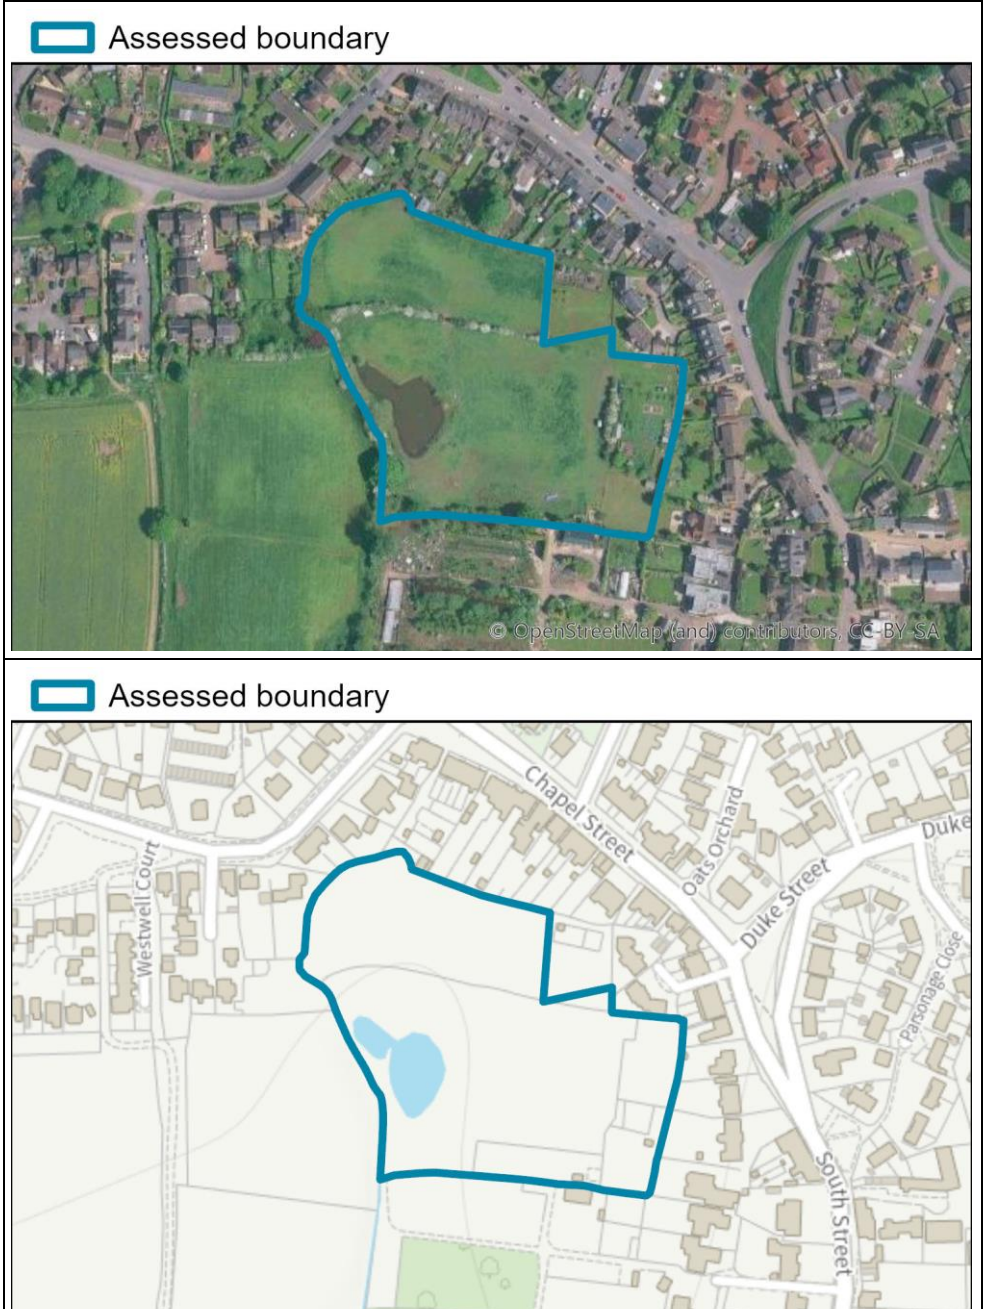 Assessed boundary
© OpenStreetMap (and) contributors, CC-BY-SA
Assessed boundary
Chapel Street
Oats Orchard
Duke
Duke Street
Westwell Court
Parsonage Close
South Street